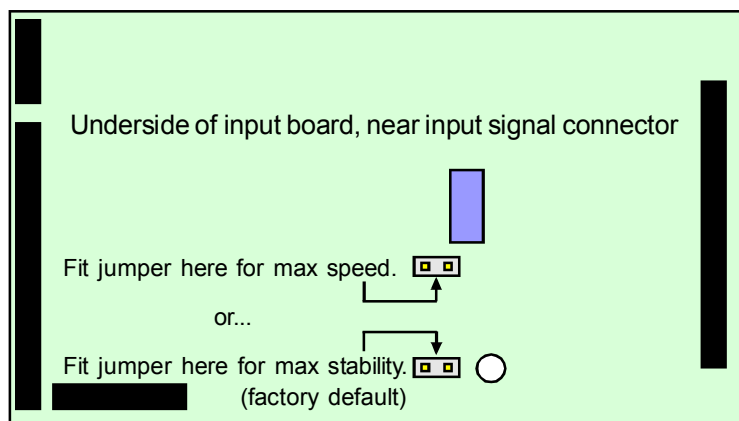 Underside of input board, near input signal connector
Fit jumper here for max speed.
or...
Fit jumper here for max stability.
(factory default)